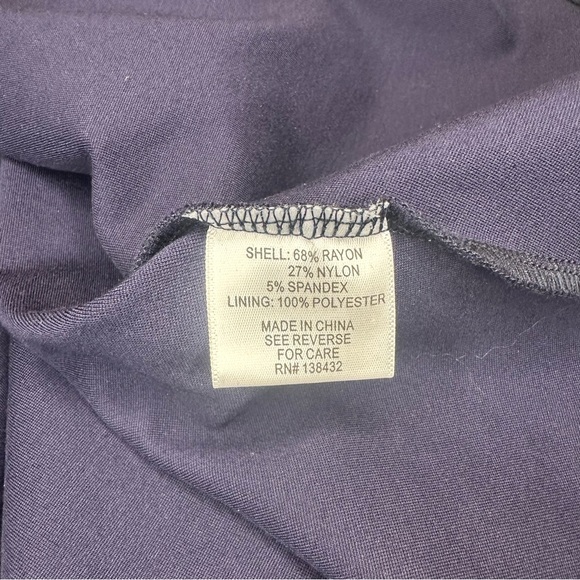 SHELL: 68% RAYON
27% NYLON
5% SPANDEX
LINING: 100% POLYESTER
MADE IN CHINA
SEE REVERSE
FOR CARE
RN# 138432